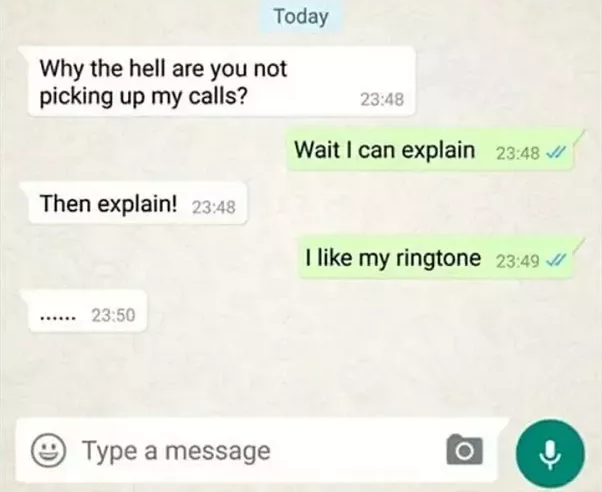 Today
Why the hell are you not
picking up my calls?
23:48
Wait I can explain 23:48
Then explain! 23:48
I like my ringtone 23:49
...... 23:50
Type a message